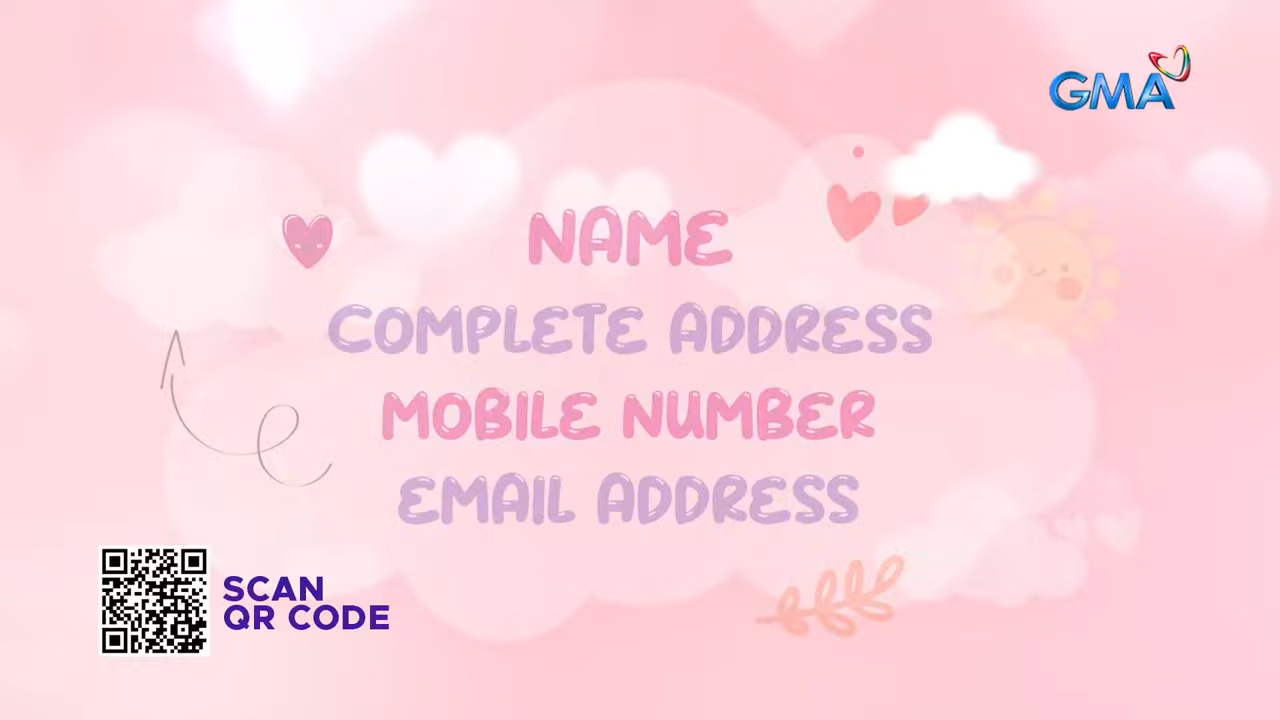 GMA
NAME
COMPLETE ADDRESS
MOBILE NUMBER
EMAIL ADDRESS
SCAN
QR CODE